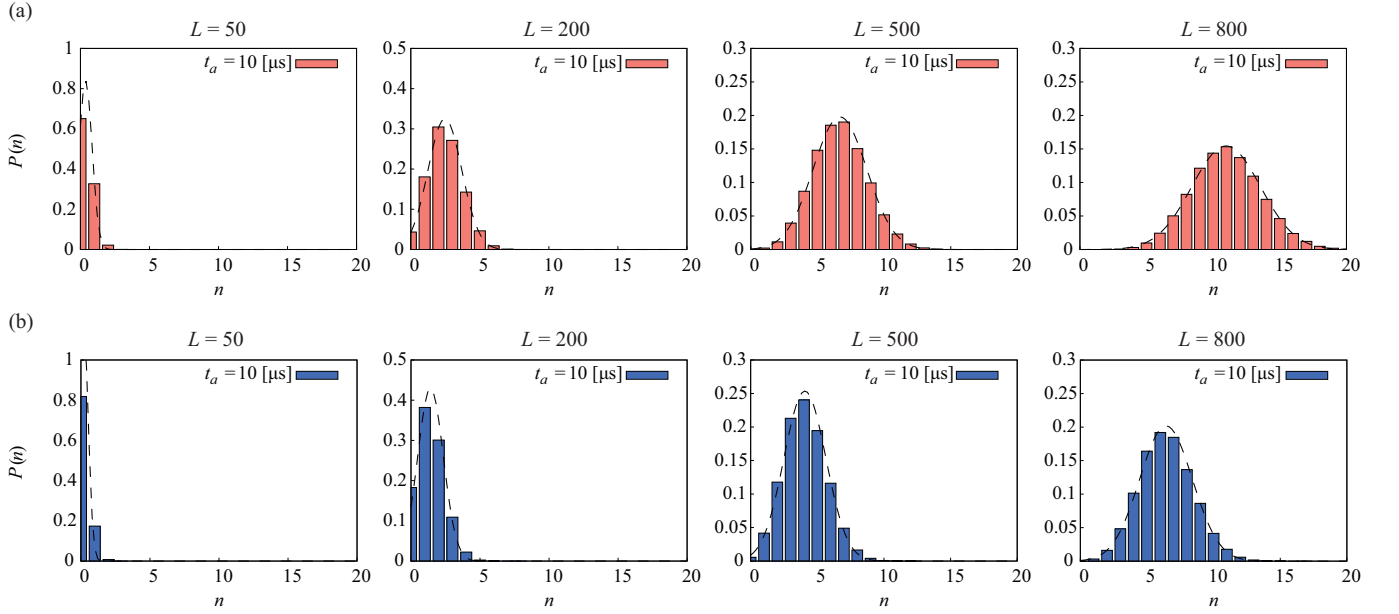 (a)
L = 50
L = 200
L = 500
L = 800
P(n)
1
0.8
0.6
0.4
0.2
0
t_a = 10 [μs]
0 5 10 15 20
n
0.5
0.4
0.3
0.2
0.1
0
t_a = 10 [μs]
0 5 10 15 20
n
0.3
0.25
0.2
0.15
0.1
0.05
0
t_a = 10 [μs]
0 5 10 15 20
n
0.3
0.25
0.2
0.15
0.1
0.05
0
t_a = 10 [μs]
0 5 10 15 20
n
(b)
L = 50
L = 200
L = 500
L = 800
P(n)
1
0.8
0.6
0.4
0.2
0
t_a = 10 [μs]
0 5 10 15 20
n
0.5
0.4
0.3
0.2
0.1
0
t_a = 10 [μs]
0 5 10 15 20
n
0.3
0.25
0.2
0.15
0.1
0.05
0
t_a = 10 [μs]
0 5 10 15 20
n
0.3
0.25
0.2
0.15
0.1
0.05
0
t_a = 10 [μs]
0 5 10 15 20
n